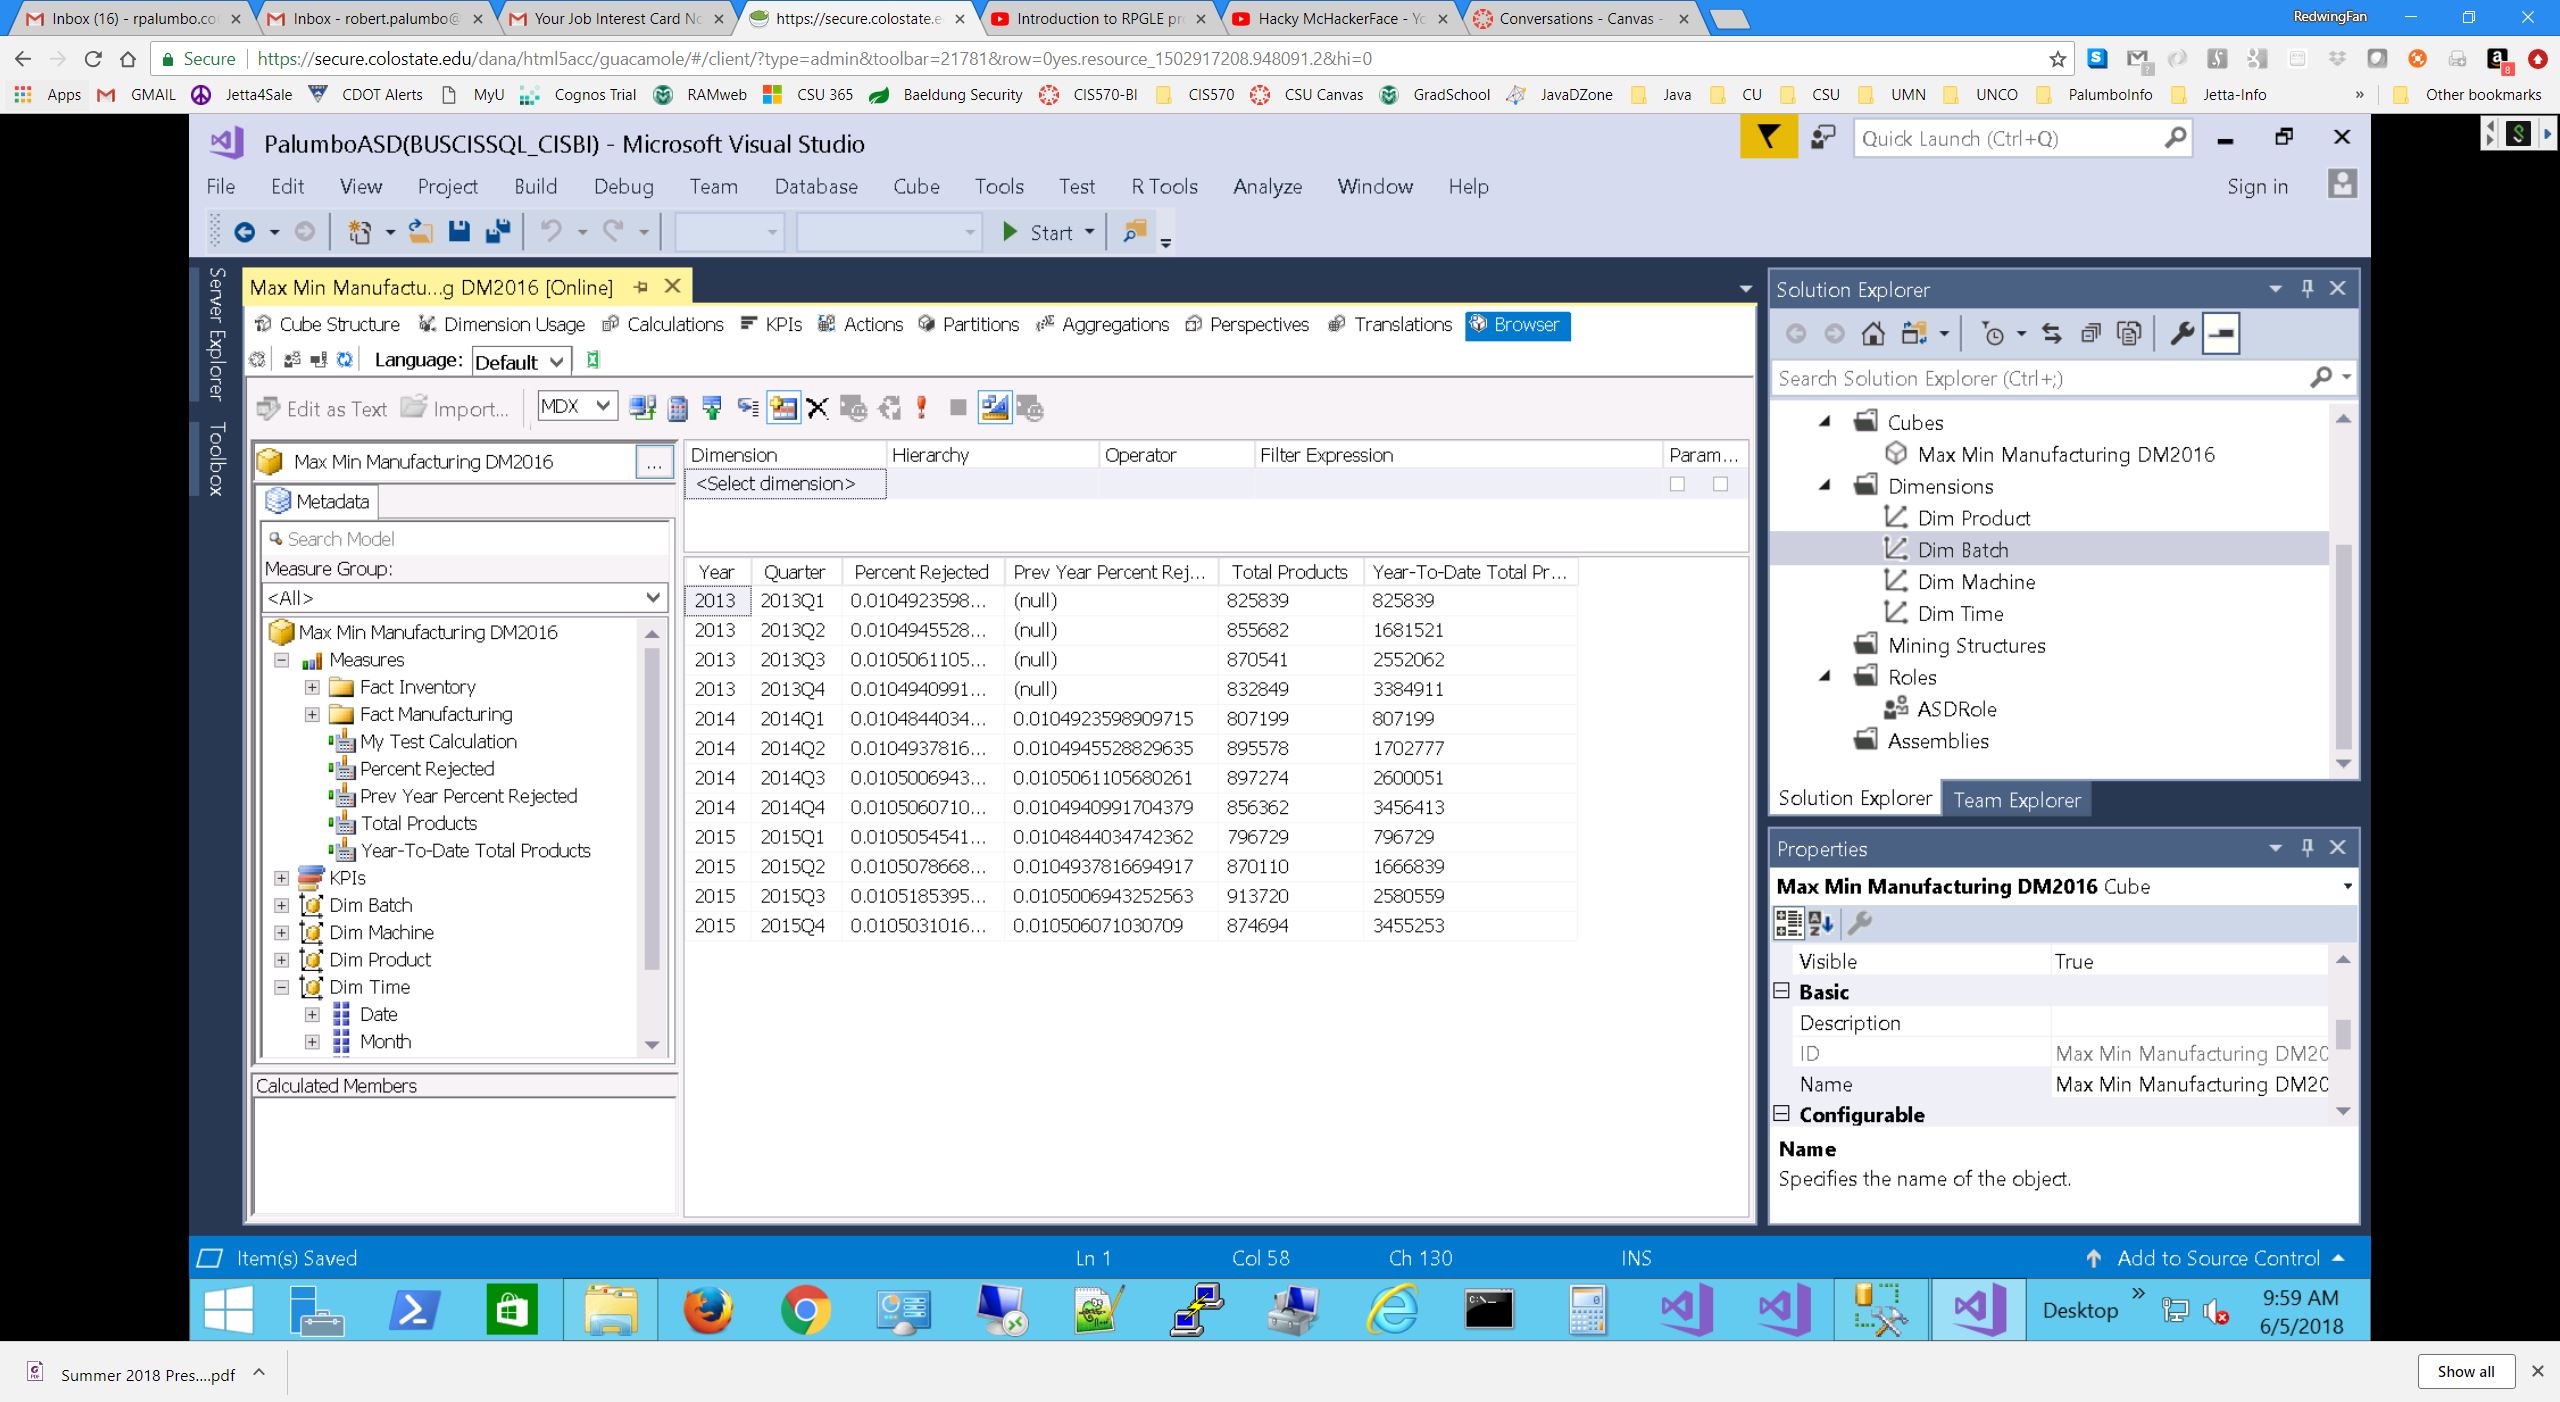 Inbox (16) - rpalumbo.co
Inbox - robert.palumbo@
Your Job Interest Card No
https://secure.colostate.e
Introduction to RPGLE pr
Hacky McHackerFace - Yo
Conversations - Canvas -
RedwingFan
Secure https://secure.colostate.edu/dana/html5acc/guacamole/#/client/?type=admin&toolbar=21781&row=0yes.resource_1502917208.948091.2&hi=0
Apps GMAIL Jetta4Sale CDOT Alerts MyU Cognos Trial RAMweb CSU 365 Baeldung Security CIS570-BI CIS570 CSU Canvas GradSchool JavaDZone Java CU CSU UMN UNCO PalumboInfo Jetta-Info » Other bookmarks
PalumboASD(BUSCISSQL_CISBI) - Microsoft Visual Studio
Quick Launch (Ctrl+Q)
File Edit View Project Build Debug Team Database Cube Tools Test R Tools Analyze Window Help
Sign in
Start
Server Explorer
Toolbox
Max Min Manufactu...g DM2016 [Online]
Cube Structure Dimension Usage Calculations KPIs Actions Partitions Aggregations Perspectives Translations Browser
Language: Default
Edit as Text Import... MDX
Max Min Manufacturing DM2016 ...
Metadata
Search Model
Measure Group:
<All>
Max Min Manufacturing DM2016
Measures
Fact Inventory
Fact Manufacturing
My Test Calculation
Percent Rejected
Prev Year Percent Rejected
Total Products
Year-To-Date Total Products
KPIs
Dim Batch
Dim Machine
Dim Product
Dim Time
Date
Month
Calculated Members
Dimension Hierarchy Operator Filter Expression Param...
<Select dimension>
Year Quarter Percent Rejected Prev Year Percent Rej... Total Products Year-To-Date Total Pr...
2013 2013Q1 0.0104923598... (null) 825839 825839
2013 2013Q2 0.0104945528... (null) 855682 1681521
2013 2013Q3 0.0105061105... (null) 870541 2552062
2013 2013Q4 0.0104940991... (null) 832849 3384911
2014 2014Q1 0.0104844034... 0.0104923598909715 807199 807199
2014 2014Q2 0.0104937816... 0.0104945528829635 895578 1702777
2014 2014Q3 0.0105006943... 0.0105061105680261 897274 2600051
2014 2014Q4 0.0105060710... 0.0104940991704379 856362 3456413
2015 2015Q1 0.0105054541... 0.0104844034742362 796729 796729
2015 2015Q2 0.0105078668... 0.0104937816694917 870110 1666839
2015 2015Q3 0.0105185395... 0.0105006943252563 913720 2580559
2015 2015Q4 0.0105031016... 0.010506071030709 874694 3455253
Solution Explorer
Search Solution Explorer (Ctrl+;)
Cubes
Max Min Manufacturing DM2016
Dimensions
Dim Product
Dim Batch
Dim Machine
Dim Time
Mining Structures
Roles
ASDRole
Assemblies
Solution Explorer Team Explorer
Properties
Max Min Manufacturing DM2016 Cube
Visible True
Basic
Description
ID Max Min Manufacturing DM20
Name Max Min Manufacturing DM20
Configurable
Name
Specifies the name of the object.
Item(s) Saved Ln 1 Col 58 Ch 130 INS Add to Source Control
Desktop »
9:59 AM
6/5/2018
Summer 2018 Pres....pdf
Show all